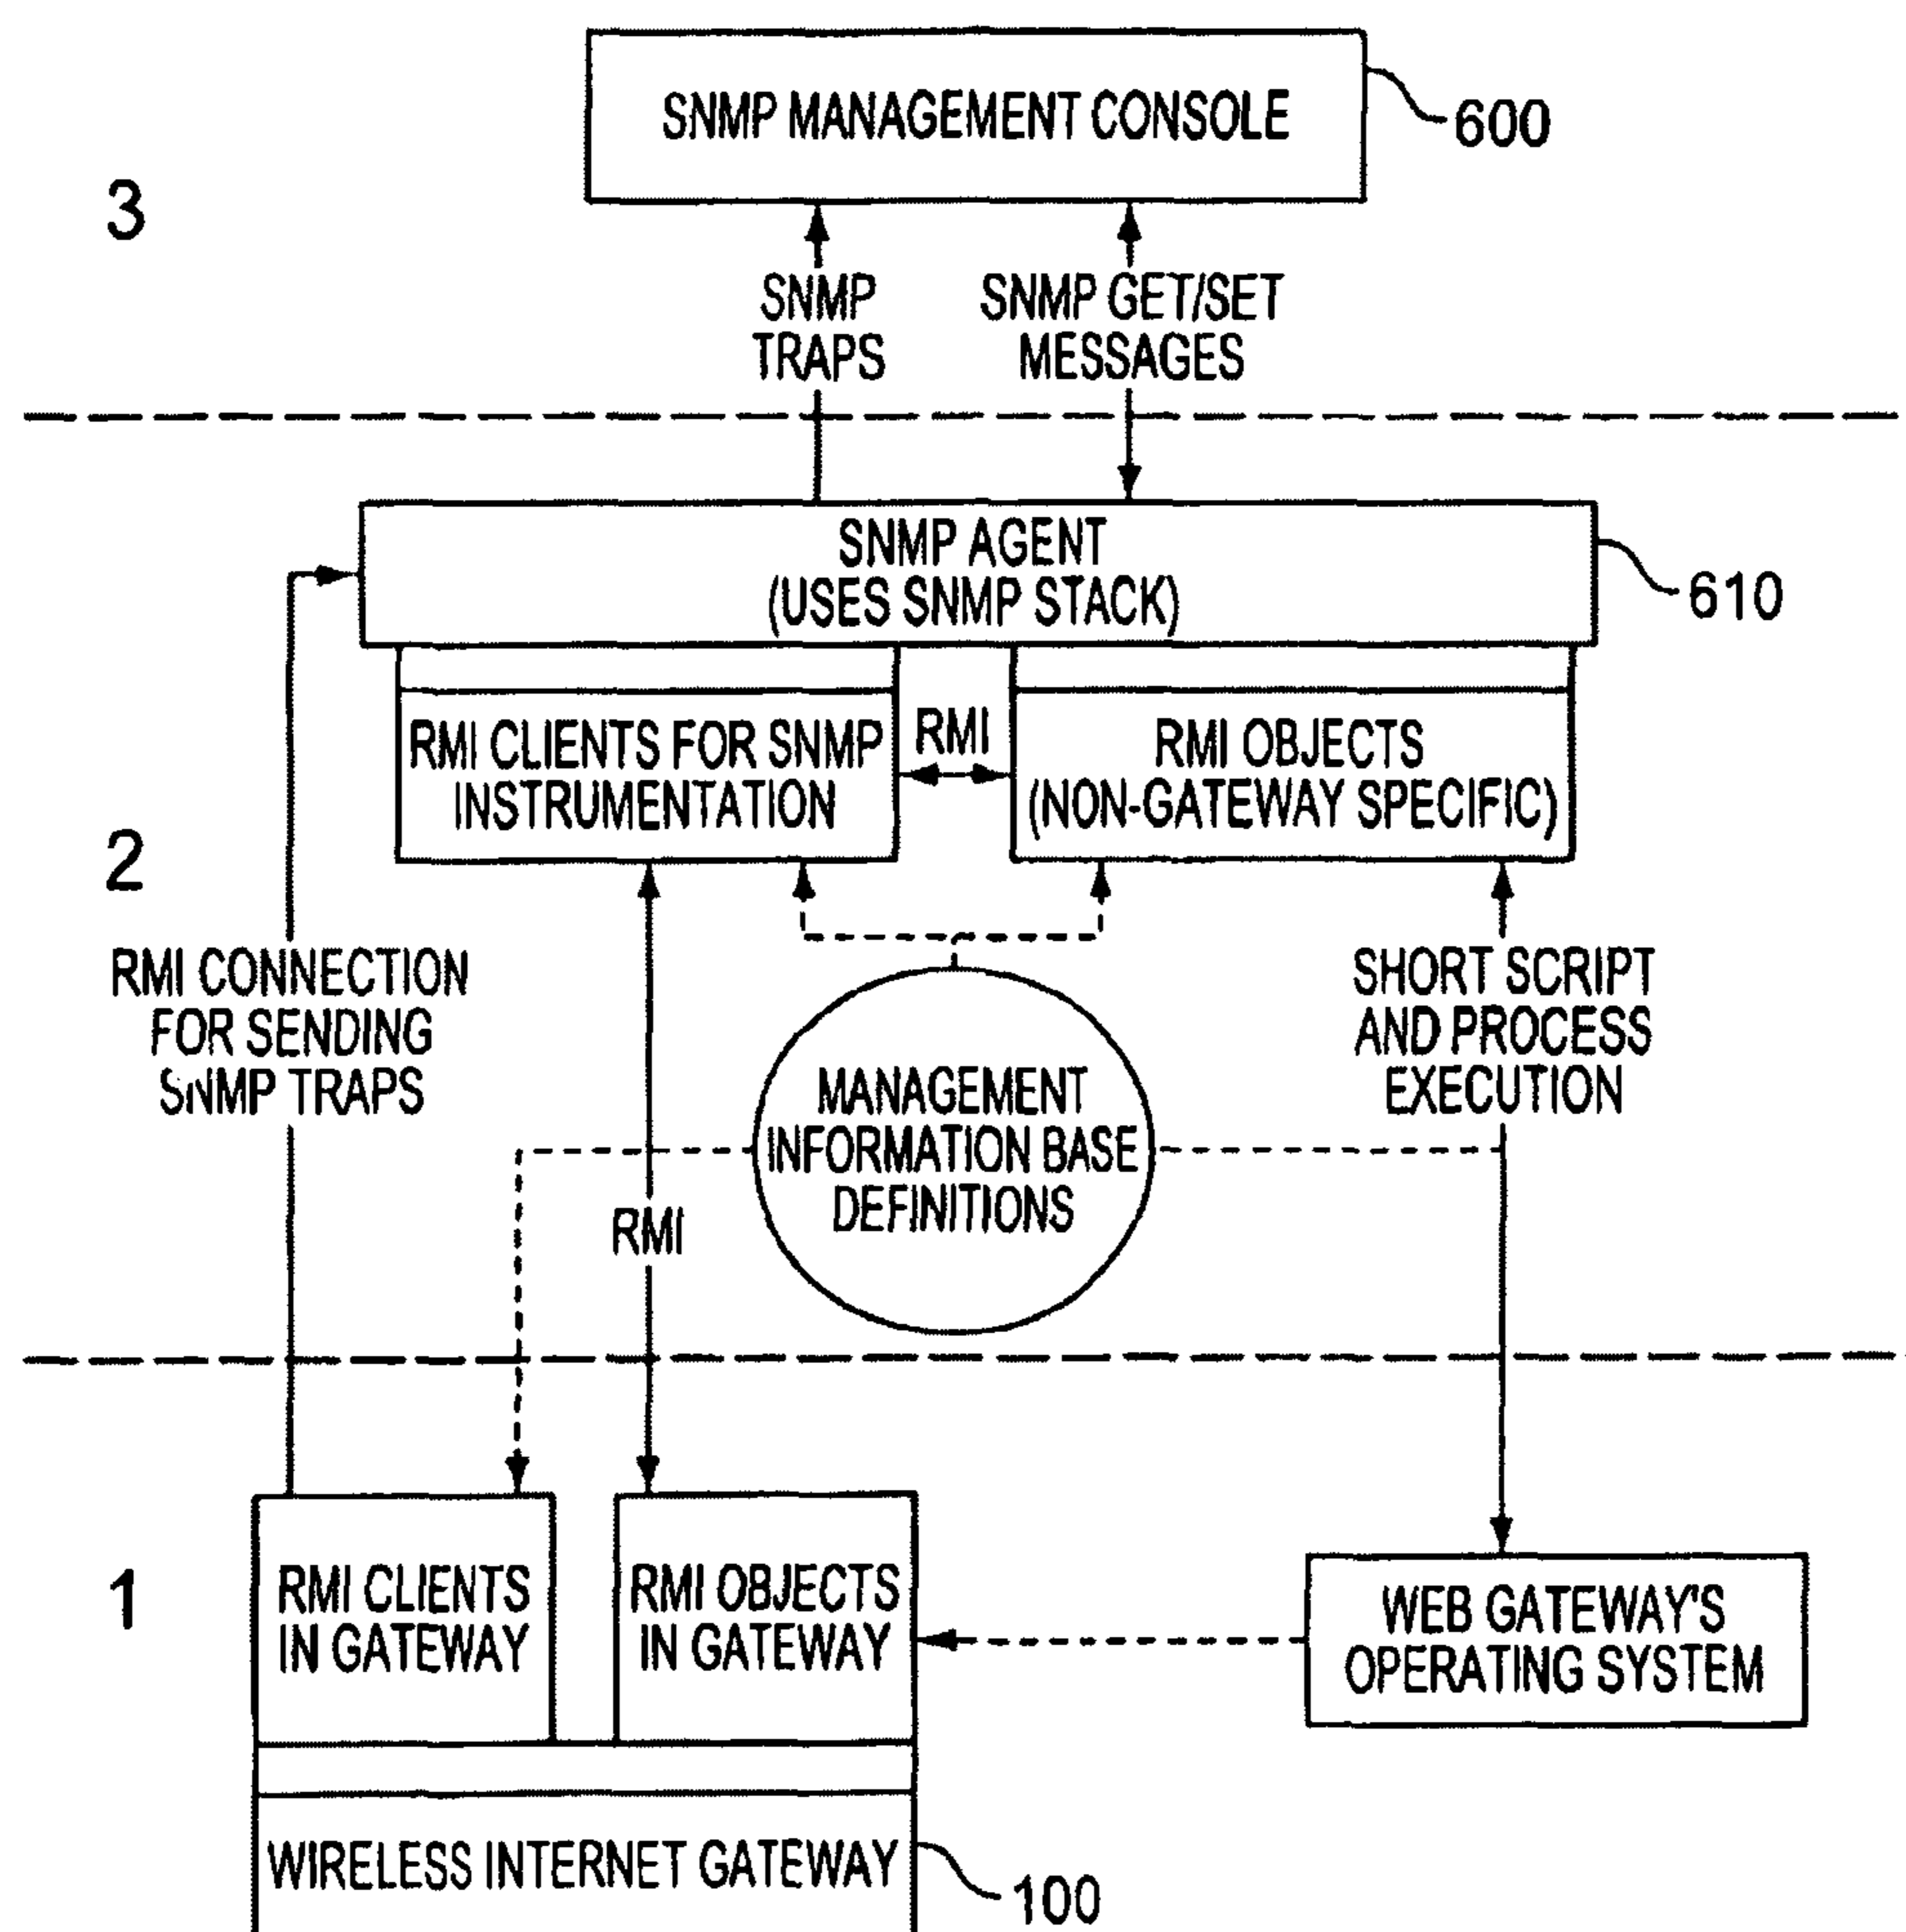 SNMP MANAGEMENT CONSOLE
600
3
SNMP
TRAPS
SNMP GET/SET
MESSAGES
SNMP AGENT
(USES SNMP STACK)
610
RMI CLIENTS FOR SNMP
INSTRUMENTATION
RMI
RMI OBJECTS
(NON-GATEWAY SPECIFIC)
2
RMI CONNECTION
FOR SENDING
SNMP TRAPS
SHORT SCRIPT
AND PROCESS
EXECUTION
MANAGEMENT
INFORMATION BASE
DEFINITIONS
RMI
1
RMI CLIENTS
IN GATEWAY
RMI OBJECTS
IN GATEWAY
WEB GATEWAY'S
OPERATING SYSTEM
WIRELESS INTERNET GATEWAY
100